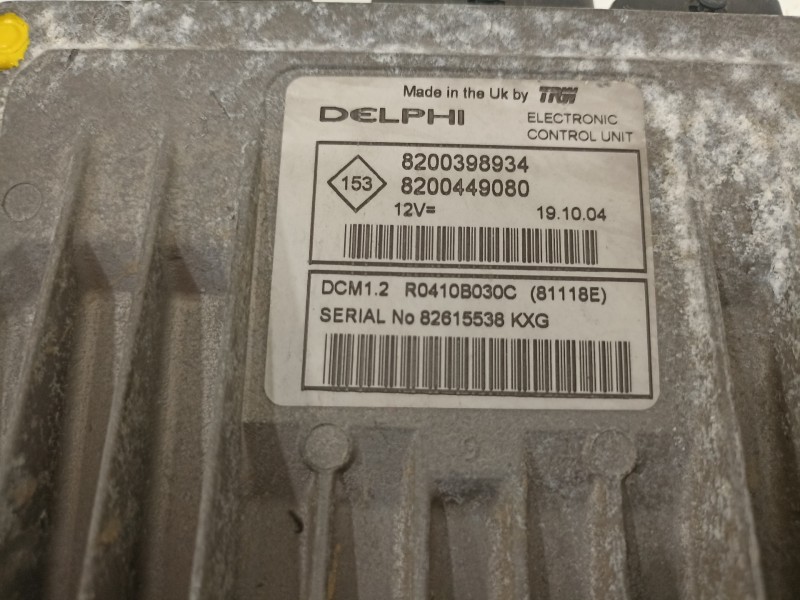 Made in the Uk by TRW
DELPHI
ELECTRONIC
CONTROL UNIT
153
8200398934
8200449080
12V=
19.10.04
DCM1.2 R0410B030C (81118E)
SERIAL No 82615538 KXG